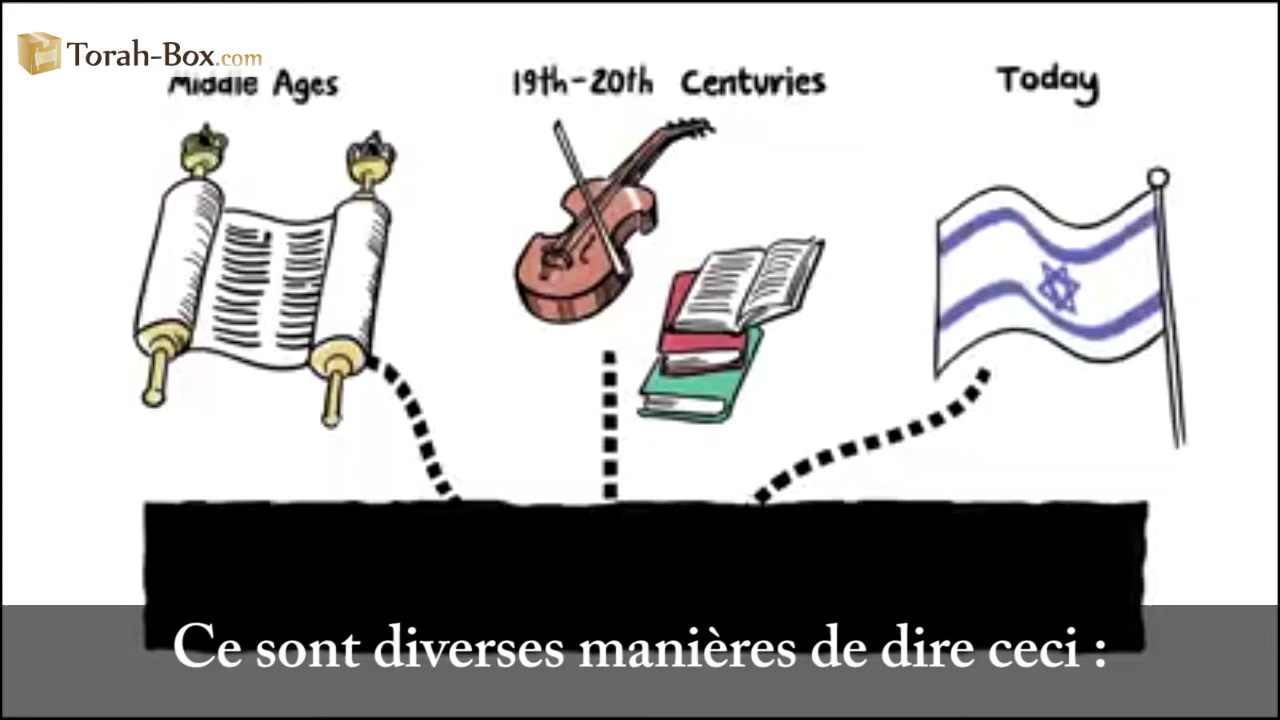 Torah-Box.com
Middle Ages
19th-20th Centuries
Today
Ce sont diverses manières de dire ceci :